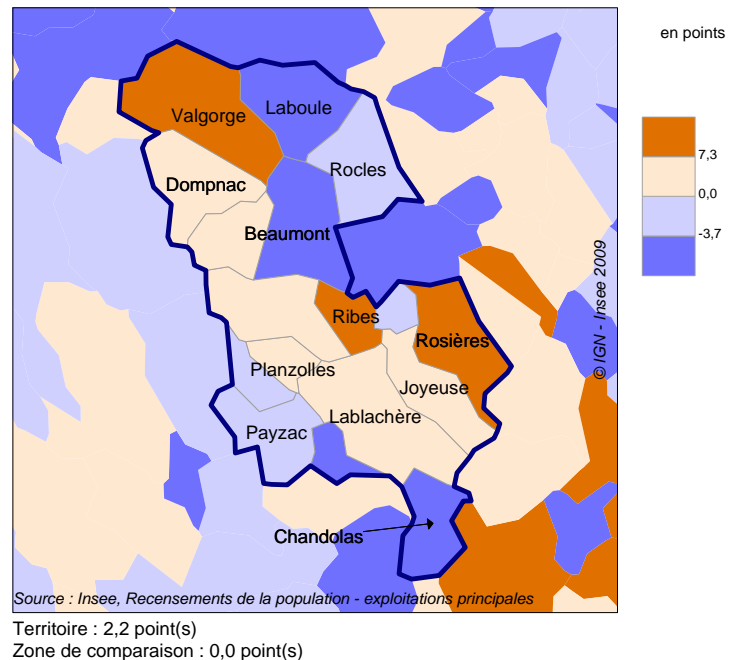 en points
7,3
0,0
-3,7
Valgorge
Laboule
Rocles
Dompnac
Beaumont
Ribes
Rosières
Planzolles
Joyeuse
Lablachère
Payzac
Chandolas
© IGN - Insee 2009
Source : Insee, Recensements de la population - exploitations principales
Territoire : 2,2 point(s)
Zone de comparaison : 0,0 point(s)